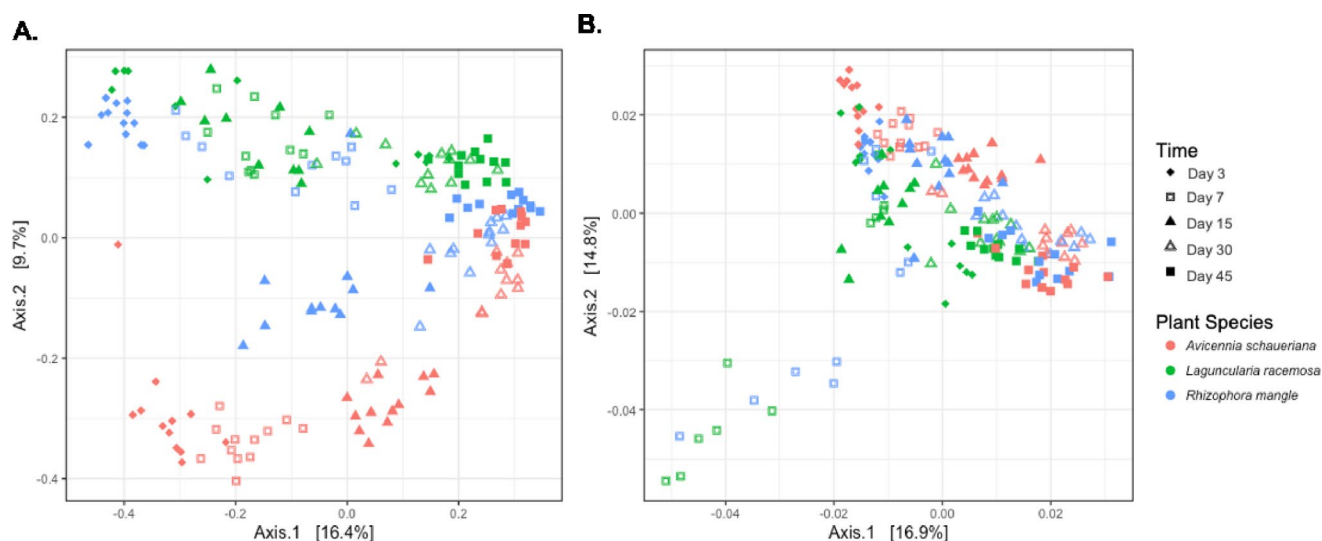 A.
B.
0.2
0.0
-0.2
-0.4
Axis.2 [9.7%]
-0.4
-0.2
0.0
0.2
Axis.1 [16.4%]
0.02
0.00
-0.02
-0.04
Axis.2 [14.8%]
-0.04
-0.02
0.00
0.02
Axis.1 [16.9%]
Time
Day 3
Day 7
Day 15
Day 30
Day 45
Plant Species
Avicennia schaueriana
Laguncularia racemosa
Rhizophora mangle